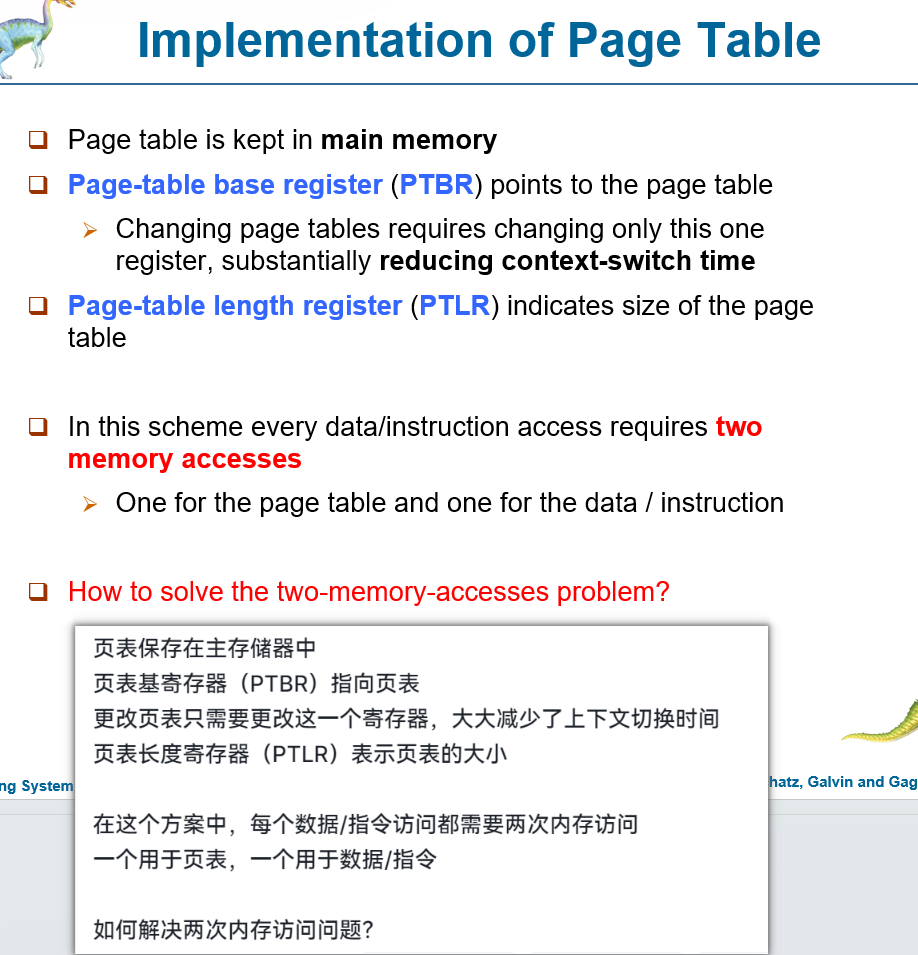 Implementation of Page Table
Page table is kept in main memory
Page-table base register (PTBR) points to the page table
Changing page tables requires changing only this one
register, substantially reducing context-switch time
Page-table length register (PTLR) indicates size of the page
table
In this scheme every data/instruction access requires two
memory accesses
One for the page table and one for the data / instruction
How to solve the two-memory-accesses problem?
页表保存在主存储器中
页表基寄存器（PTBR）指向页表
更改页表只需要更改这一个寄存器，大大减少了上下文切换时间
页表长度寄存器（PTLR）表示页表的大小
在这个方案中，每个数据/指令访问都需要两次内存访问
一个用于页表，一个用于数据/指令
如何解决两次内存访问问题？
ng System
hatz, Galvin and Gag